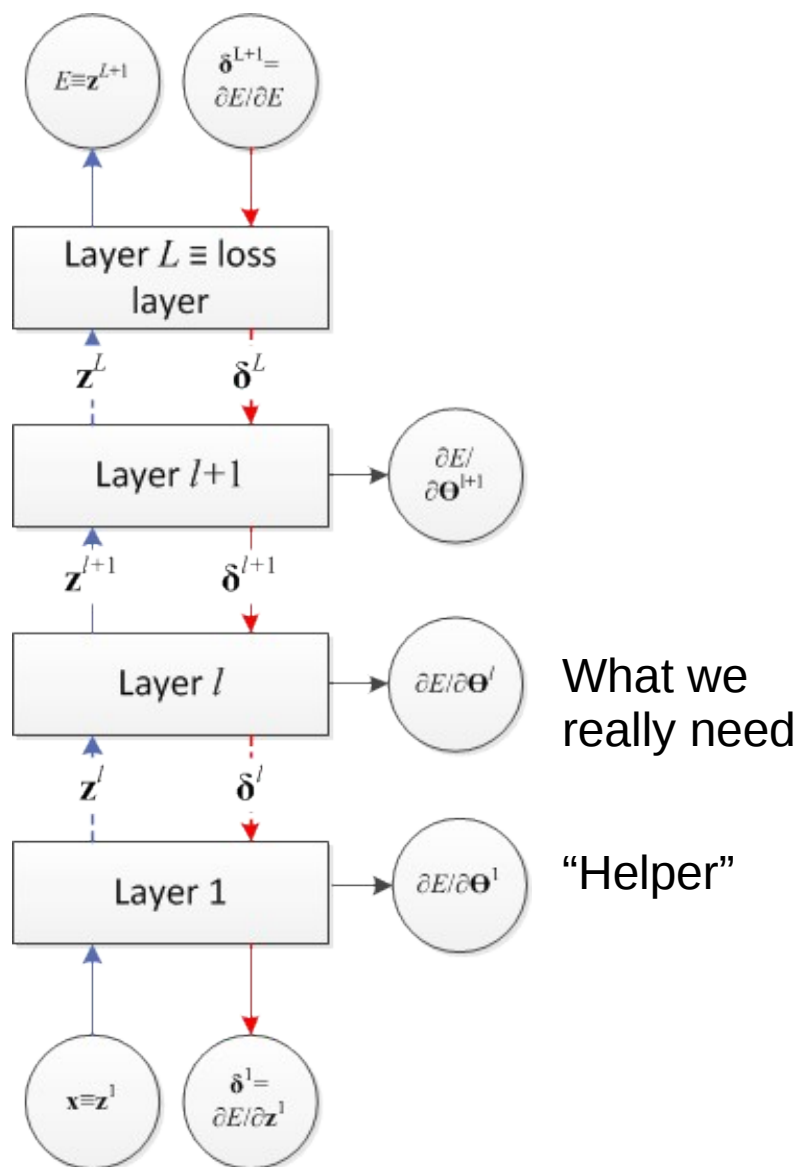 E≡z^{L+1}
δ^{L+1}=
∂E/∂E
Layer L ≡ loss
layer
z^L
δ^L
Layer l+1
∂E/
∂Θ^{l+1}
z^{l+1}
δ^{l+1}
Layer l
∂E/∂Θ^l
What we
really need
z^l
δ^l
Layer 1
∂E/∂Θ^1
“Helper”
x≡z^1
δ^1=
∂E/∂z^1